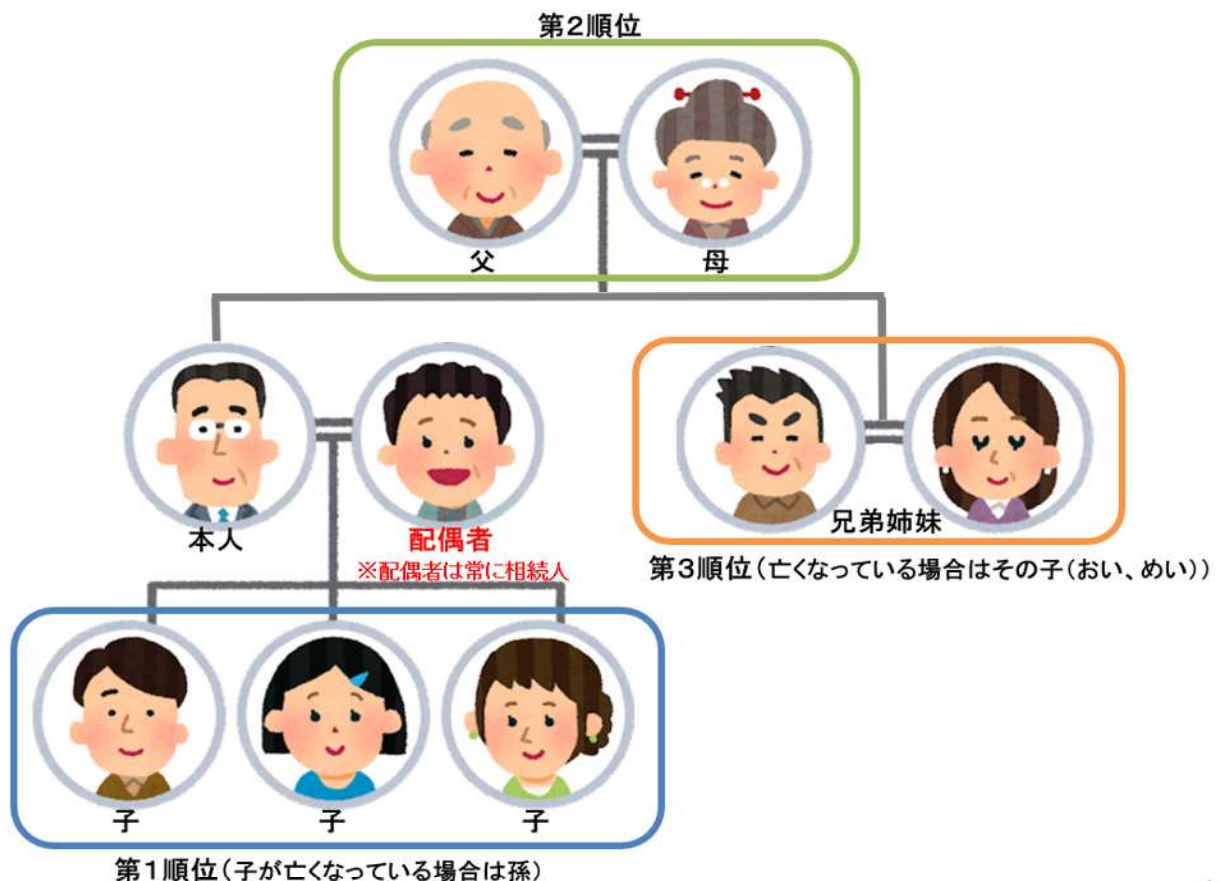 第２順位
父
母
本人
配偶者
※配偶者は常に相続人
兄弟姉妹
第３順位（亡くなっている場合はその子（おい、めい））
子
子
子
第１順位（子が亡くなっている場合は孫）